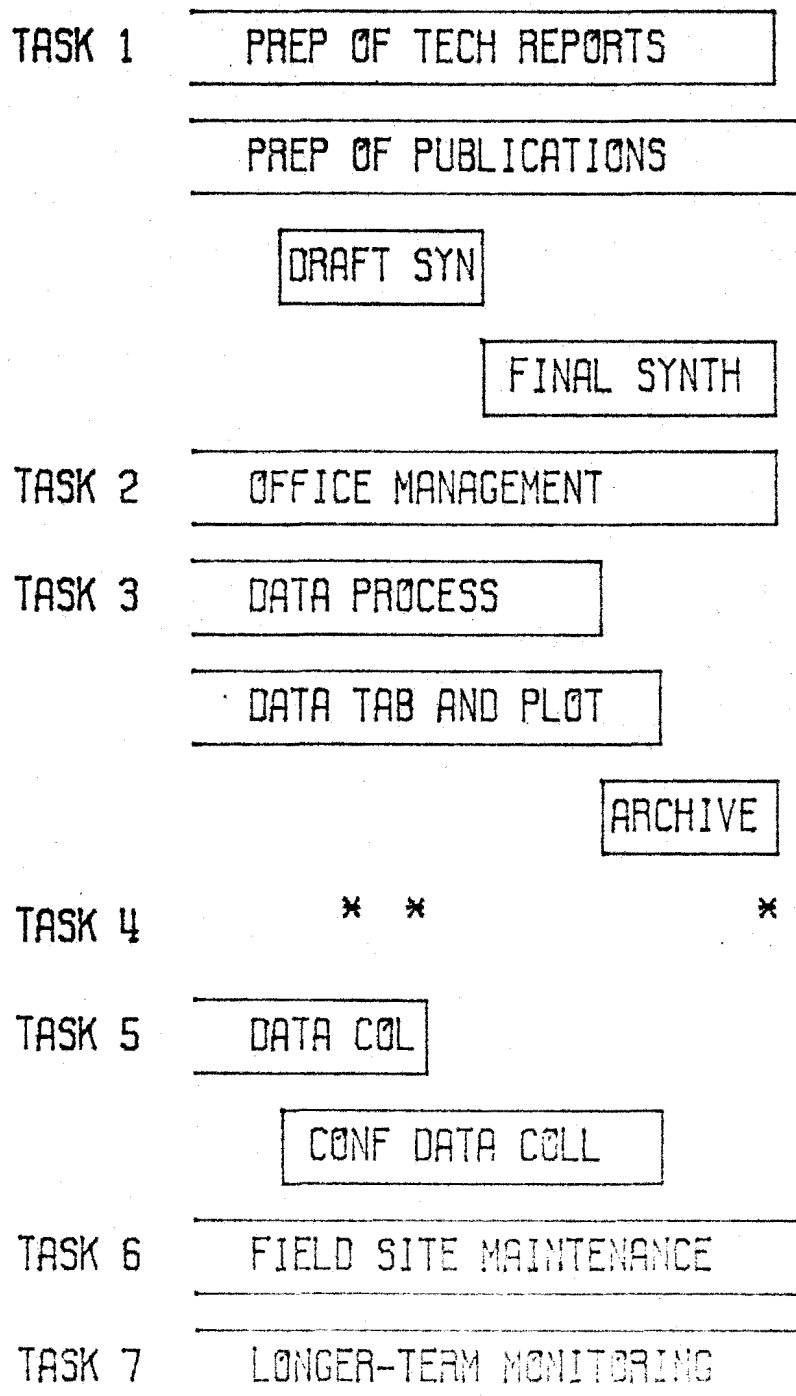 TASK 1 PREP OF TECH REPORTS
PREP OF PUBLICATIONS
DRAFT SYN
FINAL SYNTH
TASK 2 OFFICE MANAGEMENT
TASK 3 DATA PROCESS
DATA TAB AND PLOT
ARCHIVE
TASK 4 * * *
TASK 5 DATA COL
CONF DATA COLL
TASK 6 FIELD SITE MAINTENANCE
TASK 7 LONGER-TERM MONITORING